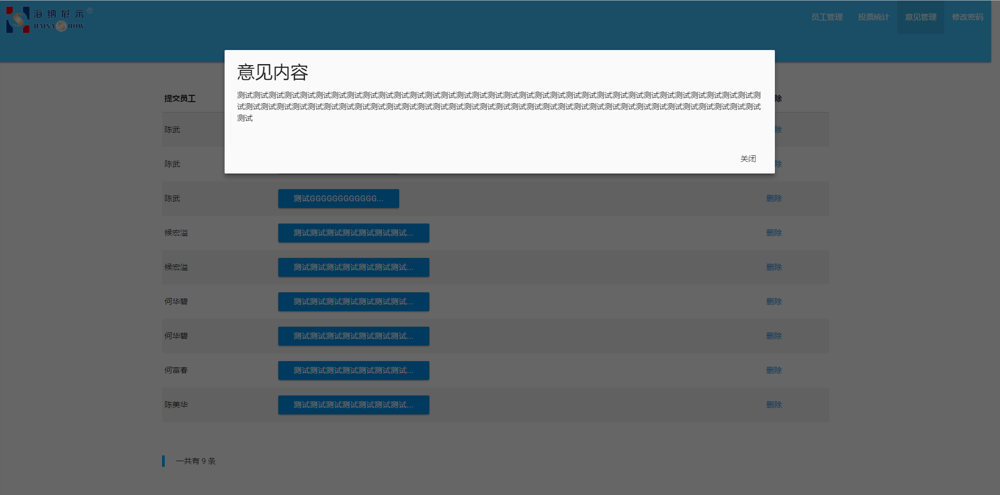 海纳展示®
HAINA SHOW
员工管理
投票统计
意见管理
修改密码
意见内容
测试测试测试测试测试测试测试测试测试测试测试测试测试测试测试测试测试测试测试测试测试测试测试测试测试测试测试测试测试测试测试测试测试测
试测试测试测试测试测试测试测试测试测试测试测试测试测试测试测试测试测试测试测试测试测试测试测试测试测试测试测试测试测试测试测试测试测试
测试
关闭
提交员工 除
陈武 除
陈武 除
陈武 测试GGGGGGGGGGGG... 删除
候宏溢 测试测试测试测试测试测试测试... 删除
候宏溢 测试测试测试测试测试测试测试... 删除
何华碧 测试测试测试测试测试测试测试... 删除
何华碧 测试测试测试测试测试测试测试... 删除
何富春 测试测试测试测试测试测试测试... 删除
陈美华 测试测试测试测试测试测试测试... 删除
一共有 9 条